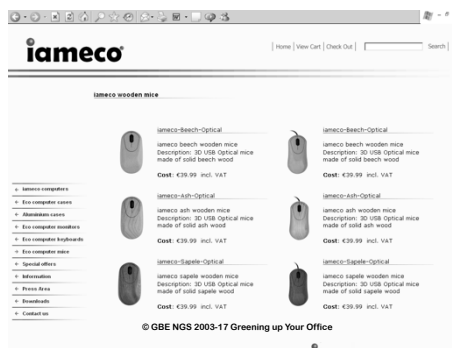 iameco
Home | View Cart | Check Out | Search |
iameco wooden mice
iameco-Beech-Optical
iameco beech wooden mice
Description: 3D USB Optical mice
made of solid beech wood
Cost: €39.99 incl. VAT
iameco-Beech-Optical
iameco beech wooden mice
Description: 3D USB Optical mice
made of solid beech wood
Cost: €39.99 incl. VAT
iameco-Ash-Optical
iameco ash wooden mice
Description: 3D USB Optical mice
made of solid ash wood
Cost: €39.99 incl. VAT
iameco-Ash-Optical
iameco ash wooden mice
Description: 3D USB Optical mice
made of solid ash wood
Cost: €39.99 incl. VAT
iameco-Sapele-Optical
iameco sapele wooden mice
Description: 3D USB Optical mice
made of solid sapele wood
Cost: €39.99 incl. VAT
iameco-Sapele-Optical
iameco sapele wooden mice
Description: 3D USB Optical mice
made of solid sapele wood
Cost: €39.99 incl. VAT
iameco computers
Eco computer cases
Aluminium cases
Eco computer monitors
Eco computer keyboards
Eco computer mice
Special offers
Information
Press Area
Downloads
Contact us
© GBE NGS 2003-17 Greening up Your Office